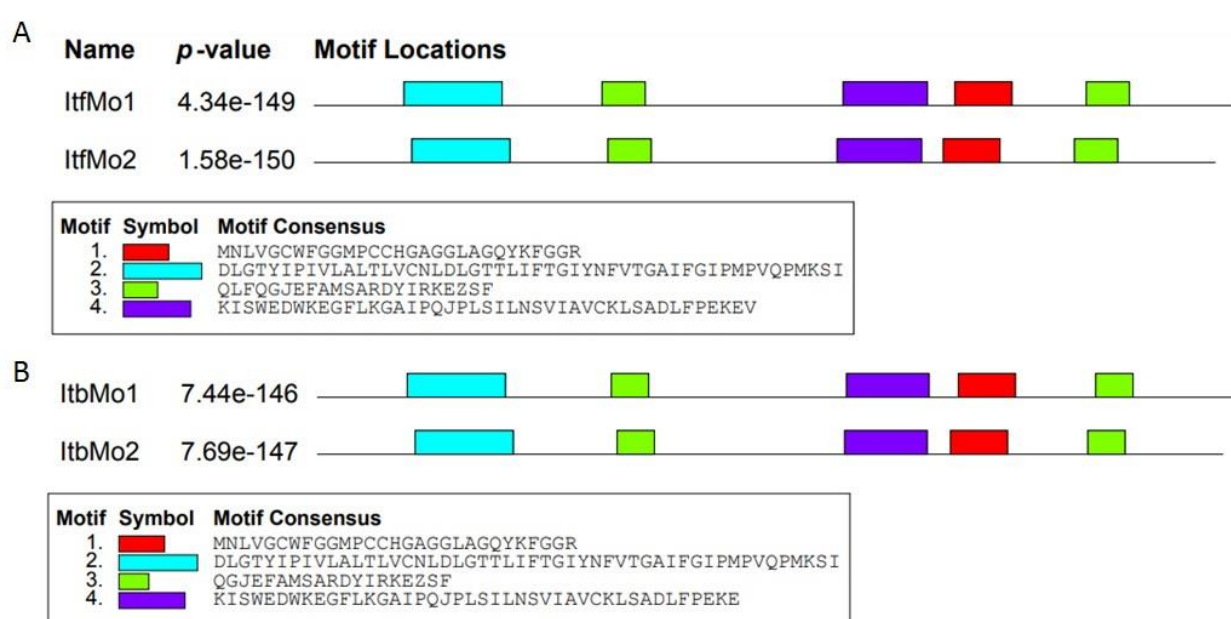 A
Name p-value Motif Locations
ItfMo1 4.34e-149
ItfMo2 1.58e-150
Motif Symbol Motif Consensus
1. MNLVGCWFGGMPCCHGAGGLAGQYKFGGR
2. DLGTYIPIVLALTLVCNLDLGTTLIFTGIYNFVTGAIFGIPMPVQPMKSI
3. QLFQGJEFAMSARDYIRKEZSF
4. KISWEDWKEGFLKGAIPQJPLSILNSVIAVCKLSADLFPEKEV
B
ItbMo1 7.44e-146
ItbMo2 7.69e-147
Motif Symbol Motif Consensus
1. MNLVGCWFGGMPCCHGAGGLAGQYKFGGR
2. DLGTYIPIVLALTLVCNLDLGTTLIFTGIYNFVTGAIFGIPMPVQPMKSI
3. QGJEFAMSARDYIRKEZSF
4. KISWEDWKEGFLKGAIPQJPLSILNSVIAVCKLSADLFPEKE